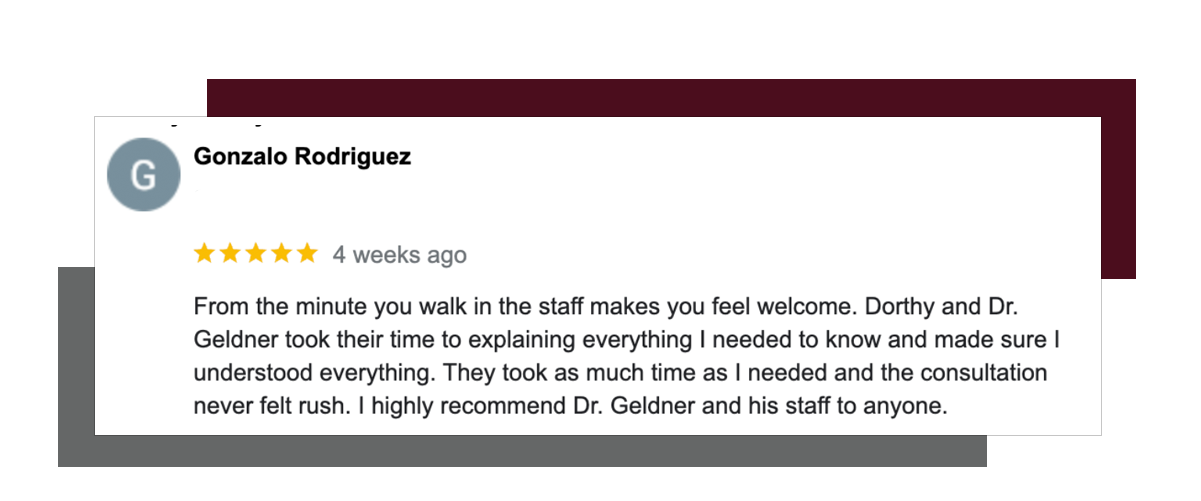 G
Gonzalo Rodriguez
4 weeks ago
From the minute you walk in the staff makes you feel welcome. Dorthy and Dr.
Geldner took their time to explaining everything I needed to know and made sure I
understood everything. They took as much time as I needed and the consultation
never felt rush. I highly recommend Dr. Geldner and his staff to anyone.